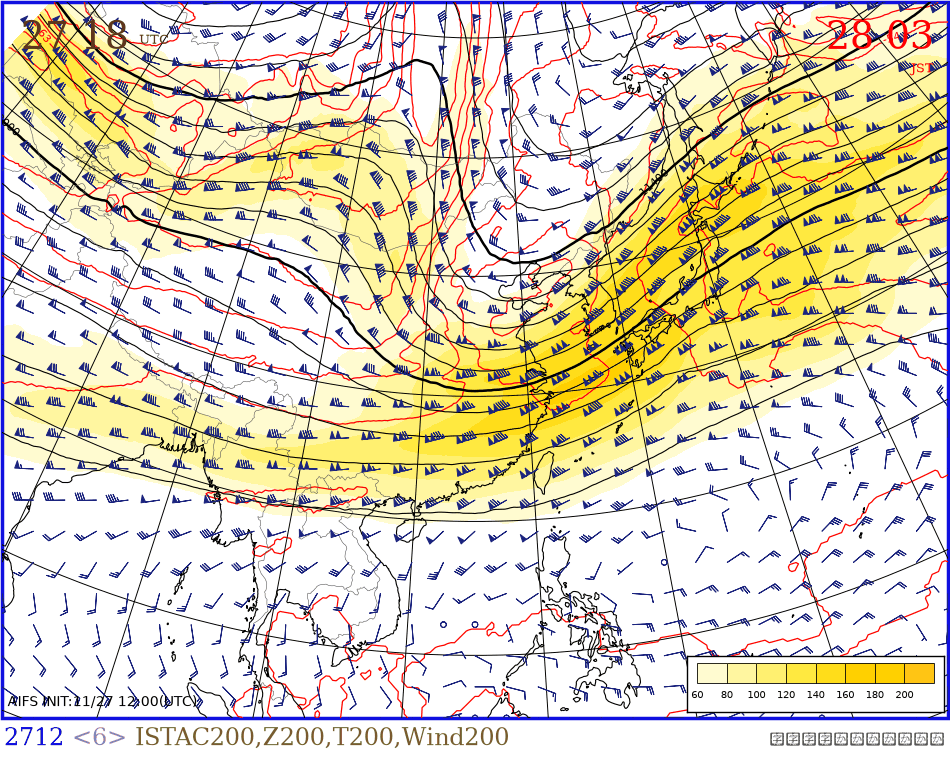 27 18 UTC
28 03
JST
60 80 100 120 140 160 180 200
AIFS INIT:11/27 12:00(UTC)
2712 <6> ISTAC200,Z200,T200,Wind200